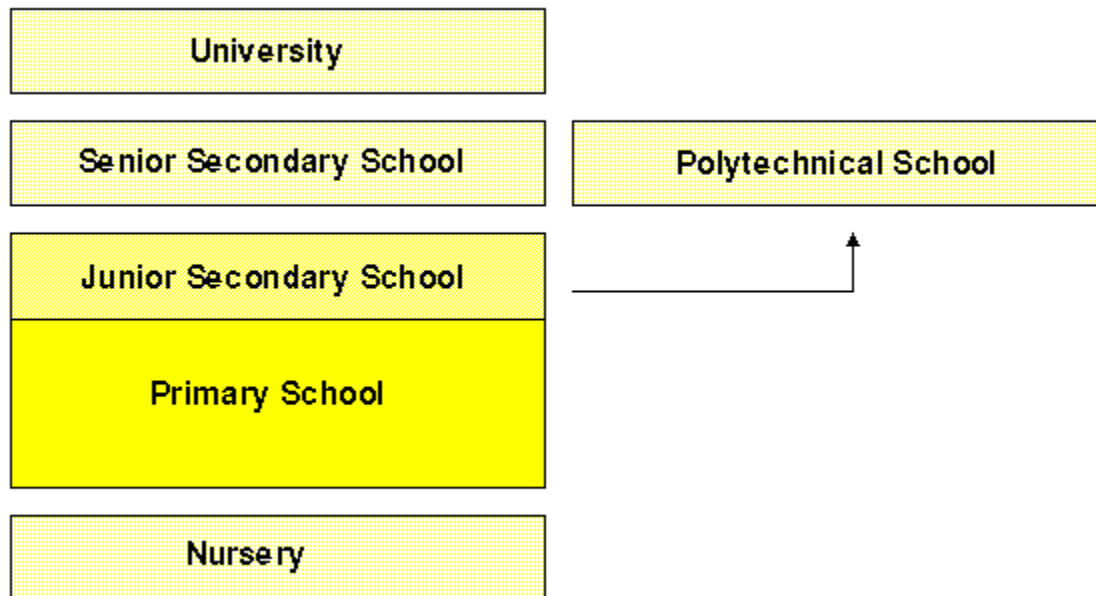 University
Senior Secondary School
Polytechnical School
Junior Secondary School
Primary School
Nursery